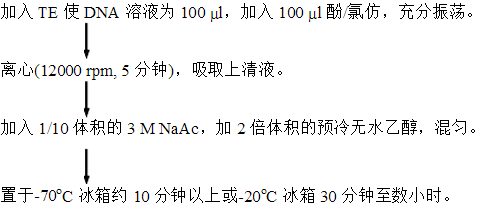 加入 TE 使 DNA 溶液为 100 μl，加入 100 μl 酚/氯仿，充分振荡。
离心(12000 rpm, 5 分钟)，吸取上清液。
加入 1/10 体积的 3 M NaAc，加 2 倍体积的预冷无水乙醇，混匀。
置于-70℃ 冰箱约 10 分钟以上或-20℃ 冰箱 30 分钟至数小时。